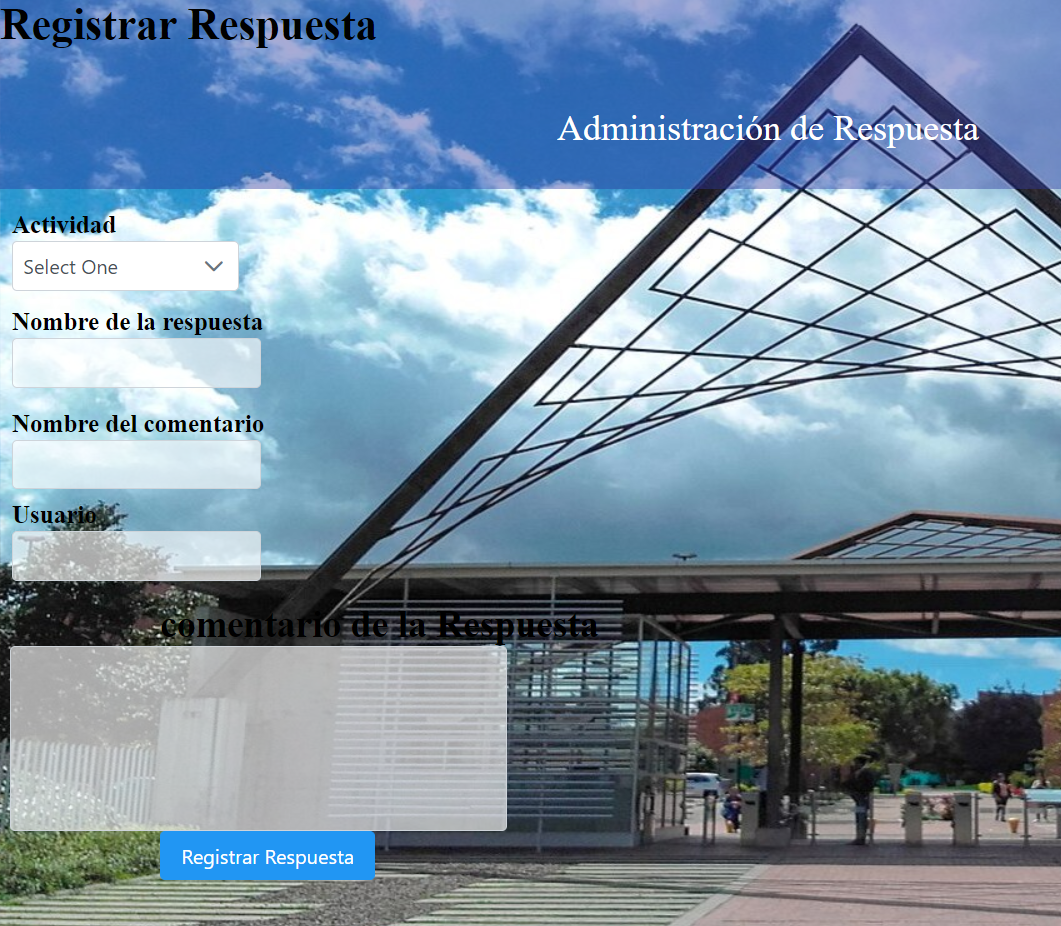 Registrar Respuesta
Administración de Respuesta
Actividad
Select One
Nombre de la respuesta
Nombre del comentario
Usuario
comentario de la Respuesta
Registrar Respuesta